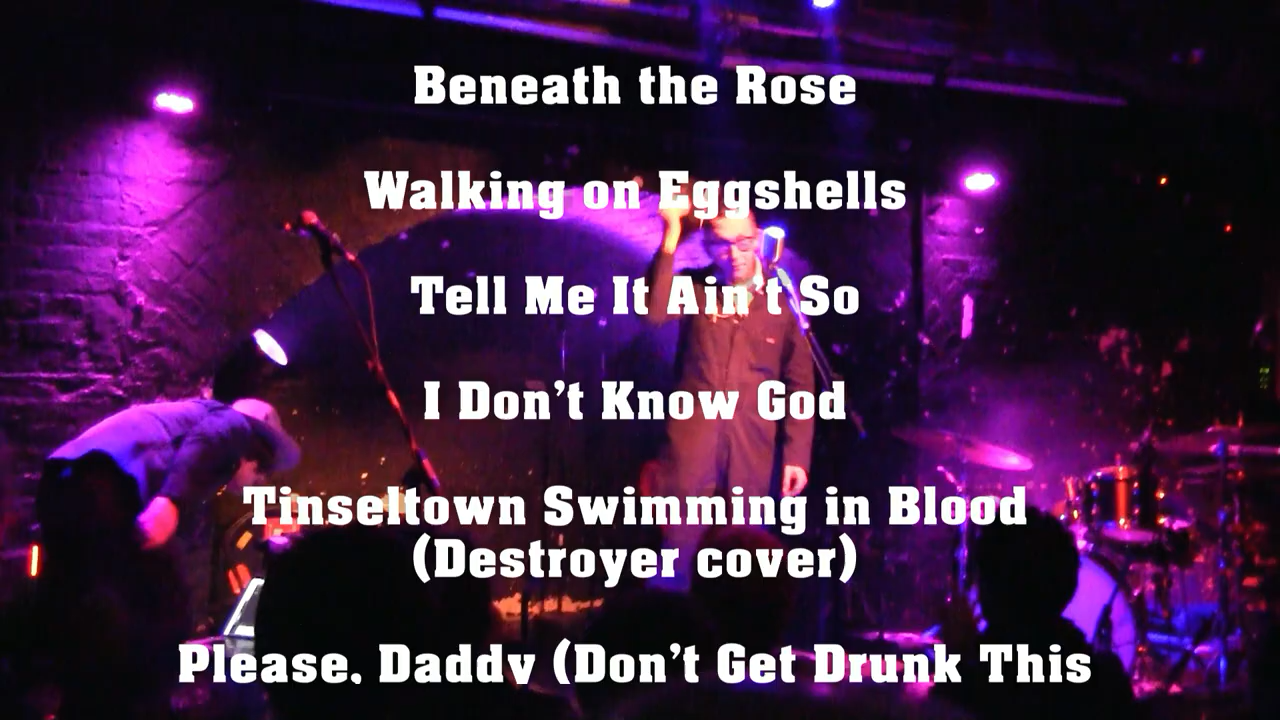 Beneath the Rose
Walking on Eggshells
Tell Me It Ain't So
I Don't Know God
Tinseltown Swimming in Blood
(Destroyer cover)
Please, Daddy (Don't Get Drunk This